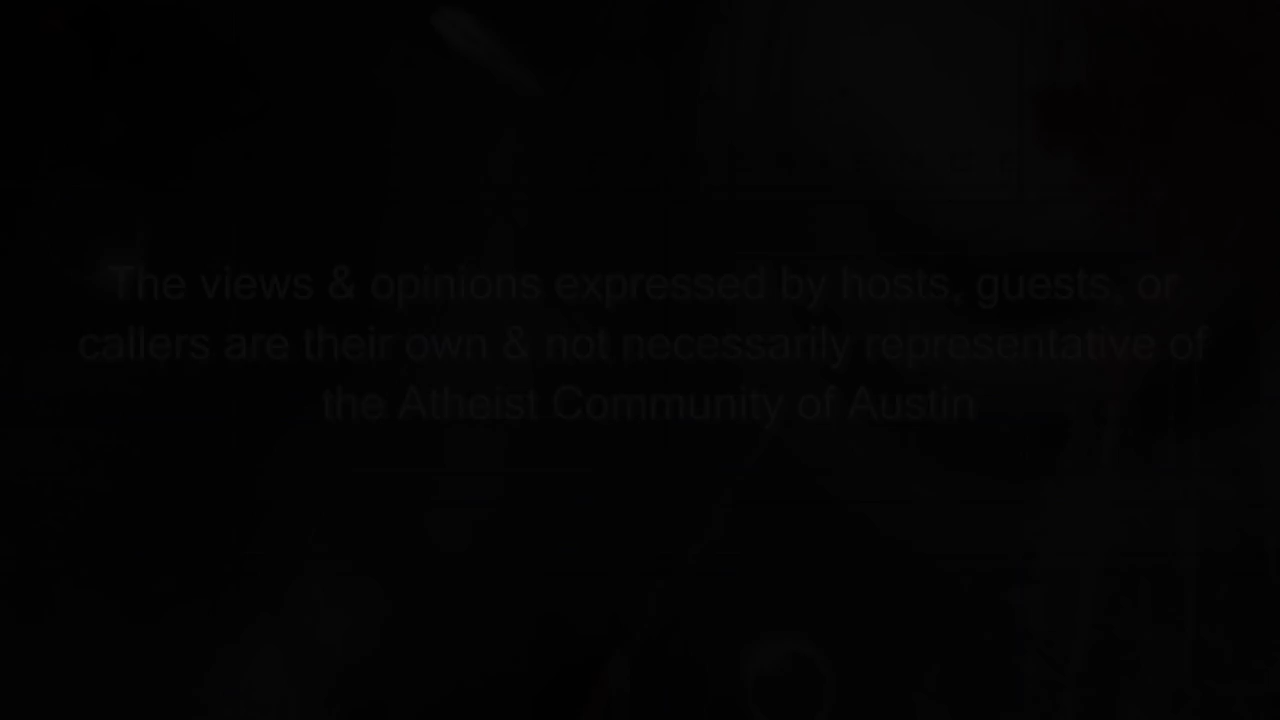 The views & opinions expressed by hosts, guests, or
callers are their own & not necessarily representative of
the Atheist Community of Austin